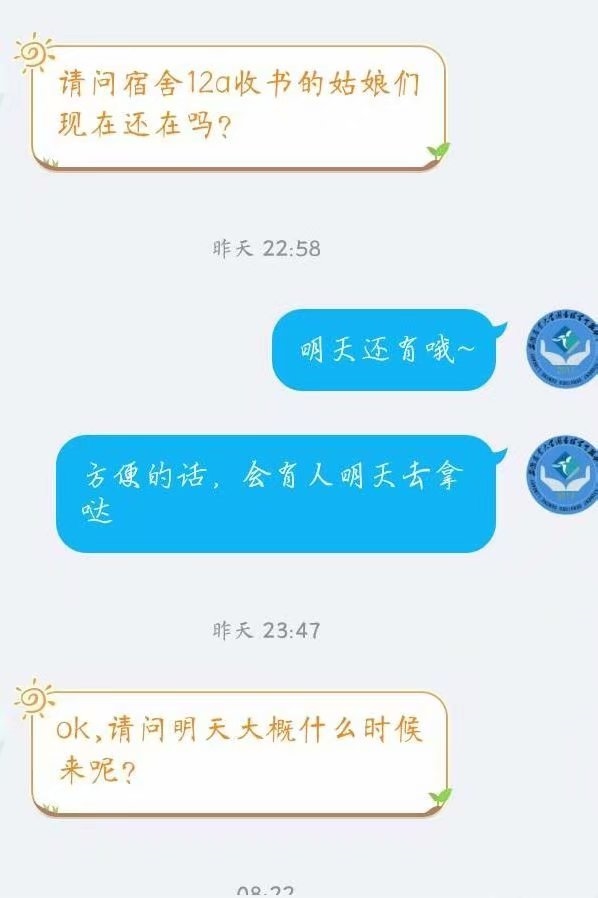 请问宿舍12a收书的姑娘们
现在还在吗?
昨天 22:58
明天还有哦~
方便的话，会有人明天去拿
哒
昨天 23:47
ok,请问明天大概什么时候
来呢?
08:22